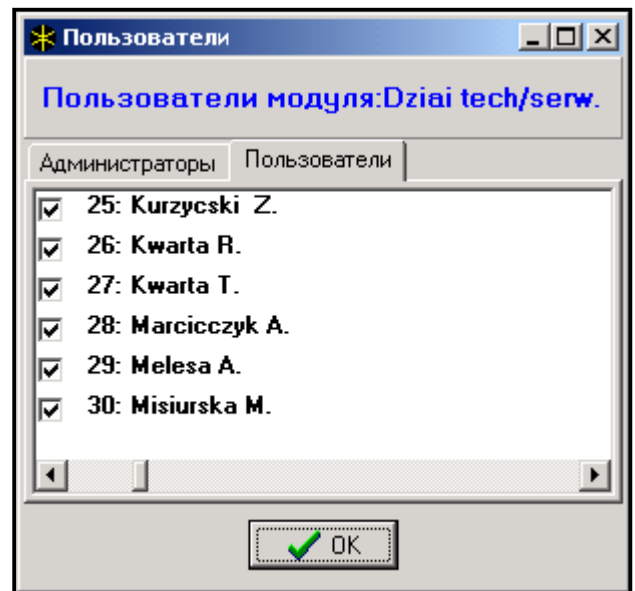 Пользователи
Пользователи модуля:Dziai tech/serw.
Администраторы Пользователи
25: Kurzycski Z.
26: Kwarta R.
27: Kwarta T.
28: Marcicczyk A.
29: Melesa A.
30: Misiurska M.
OK